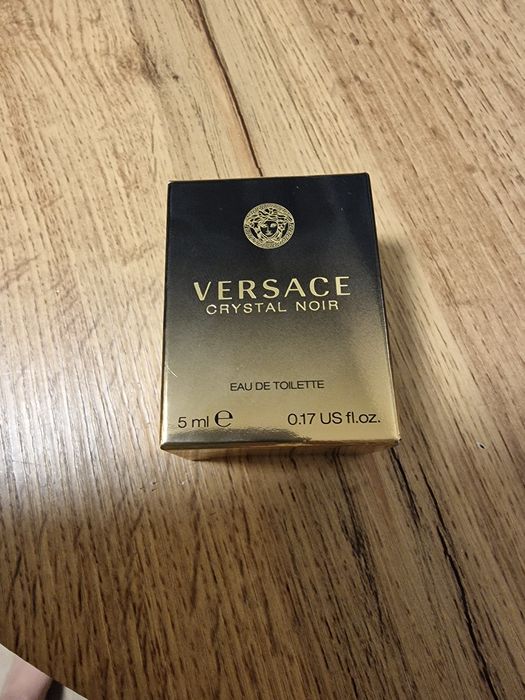 VERSACE
CRYSTAL NOIR
EAU DE TOILETTE
5 ml ℮ 0.17 US fl.oz.